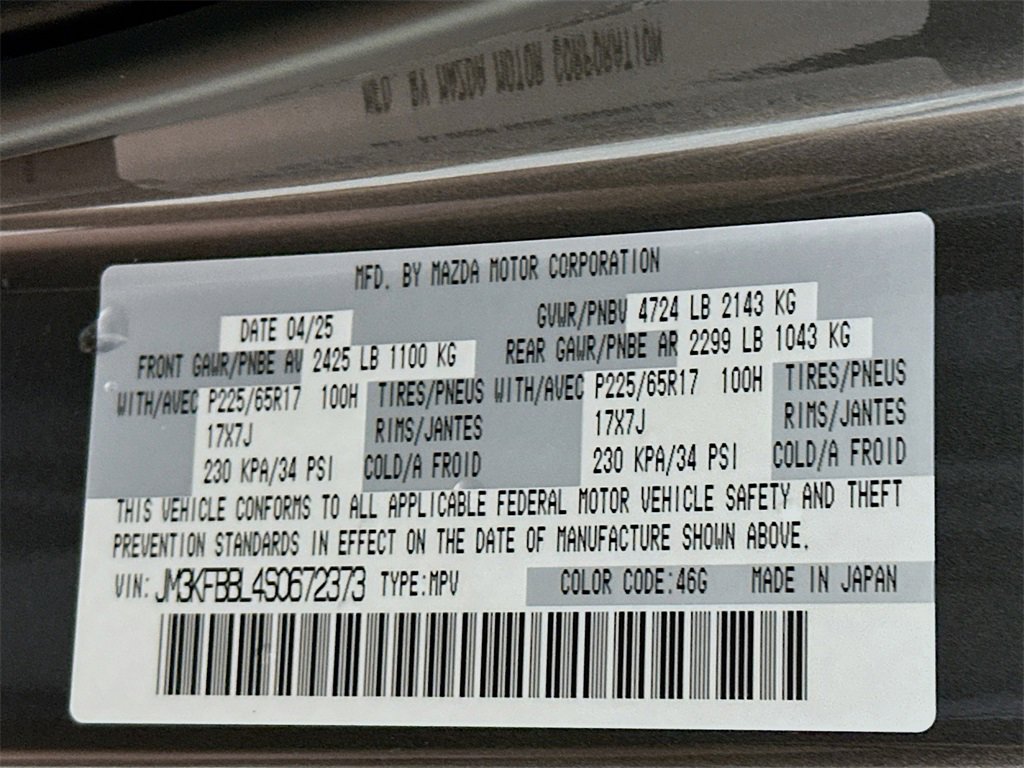 MFD. BY MAZDA MOTOR CORPORATION
DATE 04/25 GVWR/PNBV 4724 LB 2143 KG
FRONT GAWR/PNBE AV 2425 LB 1100 KG REAR GAWR/PNBE AR 2299 LB 1043 KG
WITH/AVEC P225/65R17 100H TIRES/PNEUS WITH/AVEC P225/65R17 100H TIRES/PNEUS
17X7J RIMS/JANTES 17X7J RIMS/JANTES
230 KPA/34 PSI COLD/A FROID 230 KPA/34 PSI COLD/A FROID
THIS VEHICLE CONFORMS TO ALL APPLICABLE FEDERAL MOTOR VEHICLE SAFETY AND THEFT
PREVENTION STANDARDS IN EFFECT ON THE DATE OF MANUFACTURE SHOWN ABOVE.
VIN: JM3KFBBL4S0672373 TYPE:MPV COLOR CODE:46G MADE IN JAPAN